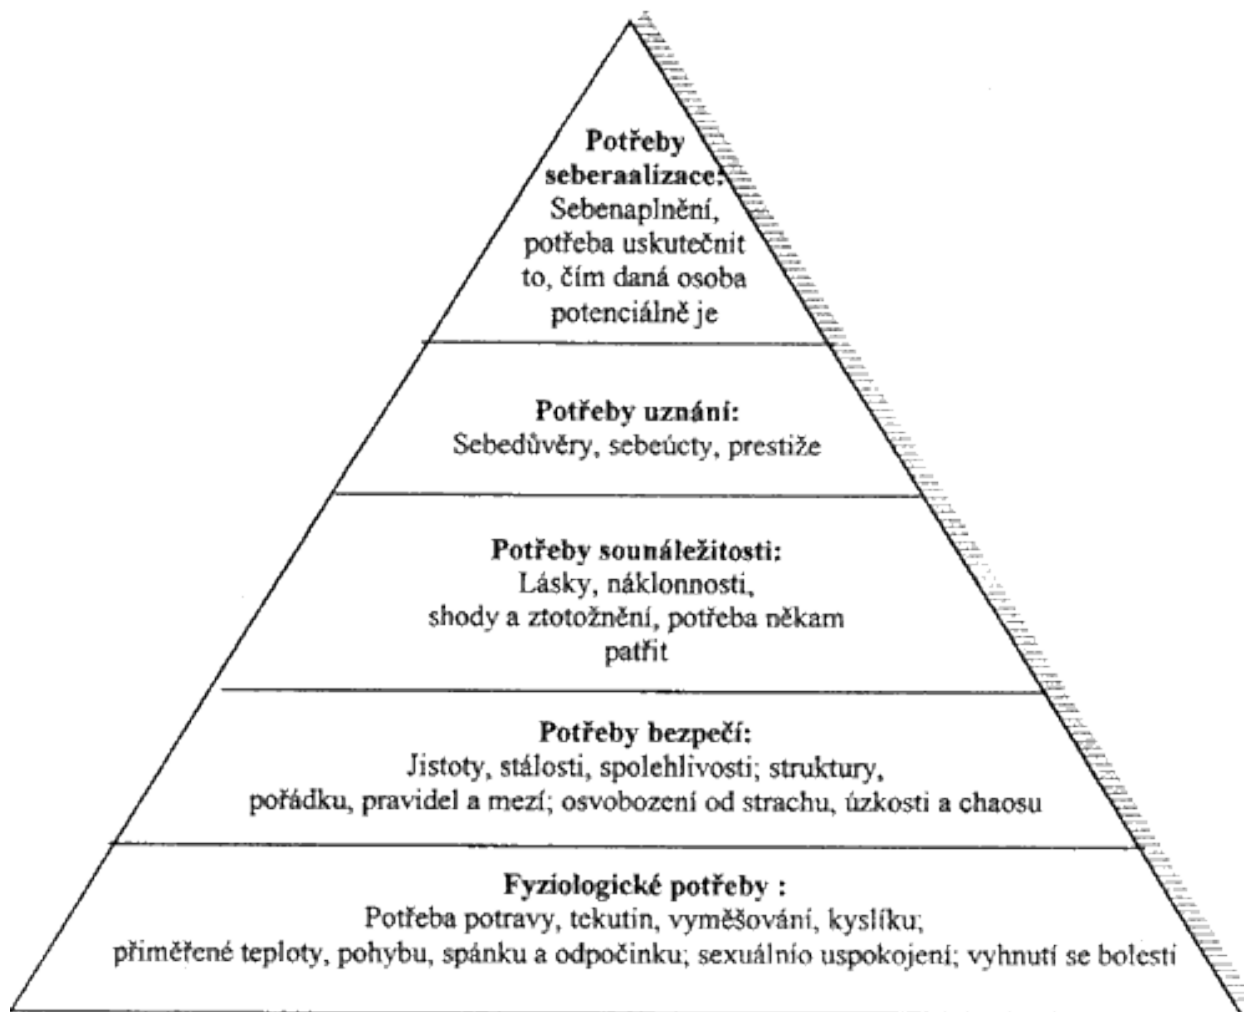 Potřeby
seberaalizace:
Sebenaplnění,
potřeba uskutečnit
to, čím daná osoba
potenciálně je
Potřeby uznání:
Sebedůvěry, sebeúcty, prestiže
Potřeby sounáležitosti:
Lásky, náklonnosti,
shody a ztotožnění, potřeba někam
patřit
Potřeby bezpečí:
Jistoty, stálosti, spolehlivosti; struktury,
pořádku, pravidel a mezí; osvobození od strachu, úzkosti a chaosu
Fyziologické potřeby :
Potřeba potravy, tekutin, vyměšování, kyslíku;
přiměřené teploty, pohybu, spánku a odpočinku; sexuálnío uspokojení; vyhnutí se bolesti